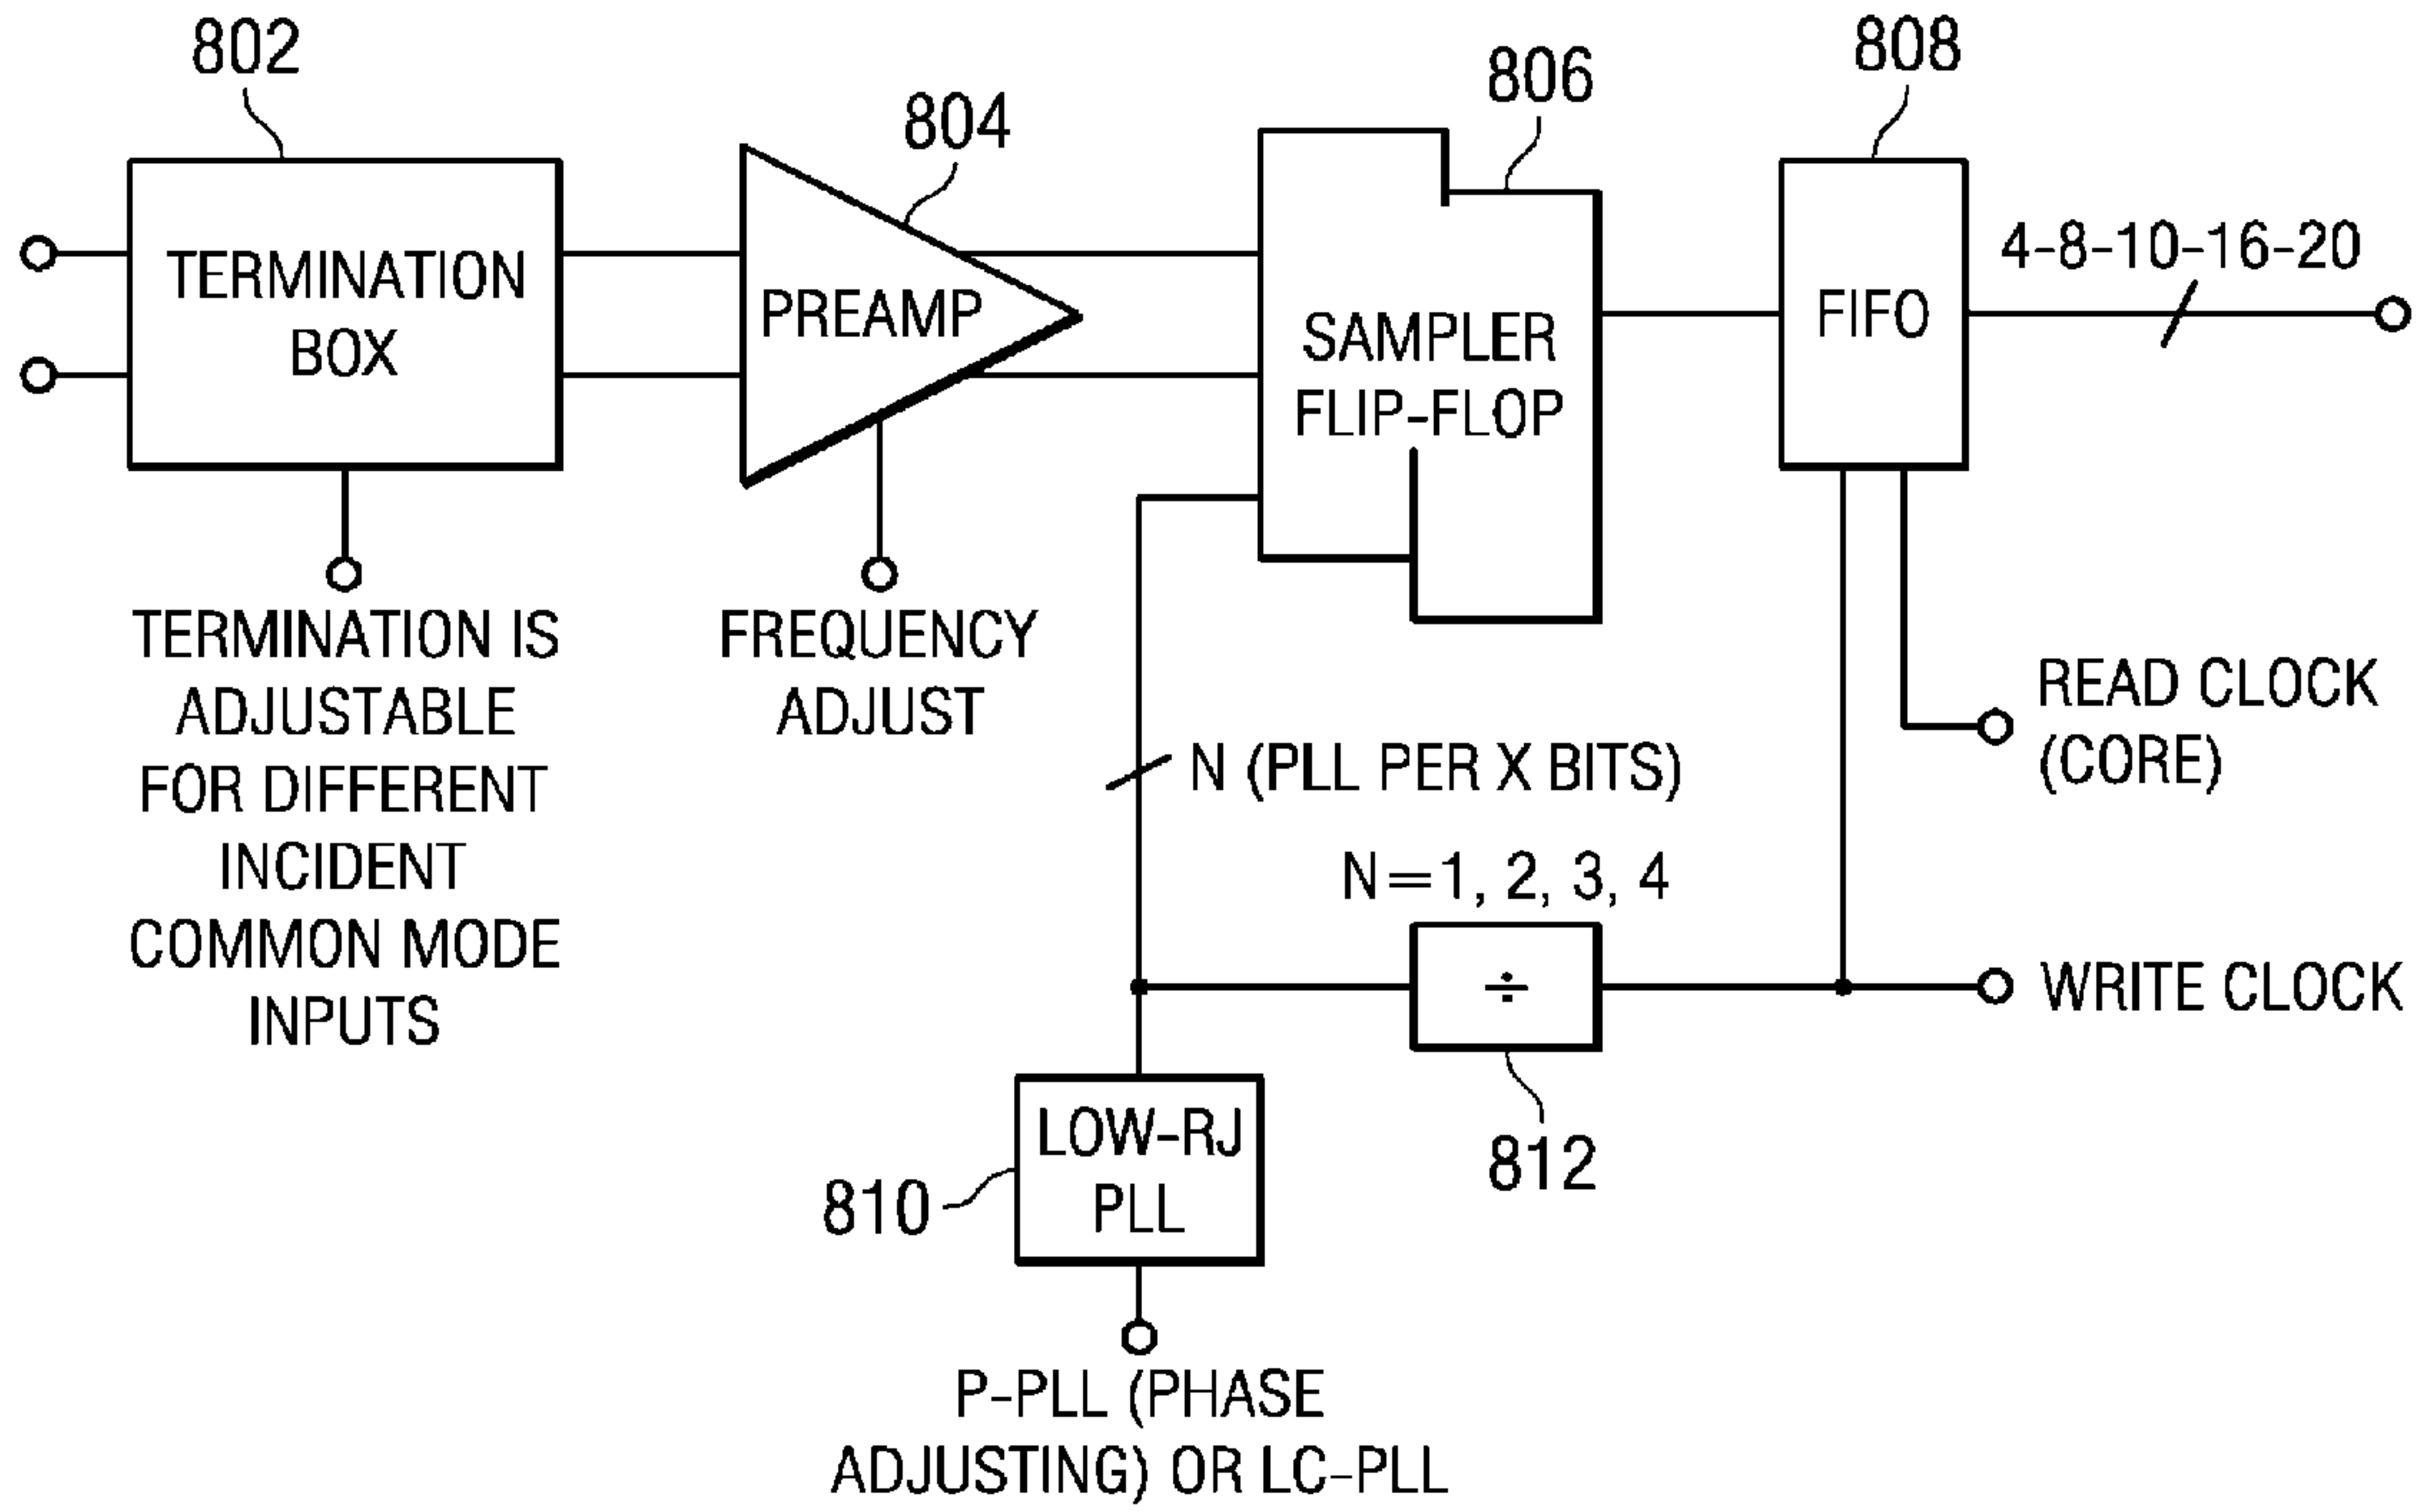 802
804
806
808
TERMINATION
BOX
PREAMP
SAMPLER
FLIP-FLOP
FIFO
4-8-10-16-20
TERMINATION IS
ADJUSTABLE
FOR DIFFERENT
INCIDENT
COMMON MODE
INPUTS
FREQUENCY
ADJUST
N (PLL PER X BITS)
READ CLOCK
(CORE)
N=1, 2, 3, 4
÷
WRITE CLOCK
812
LOW-RJ
PLL
810
P-PLL (PHASE
ADJUSTING) OR LC-PLL